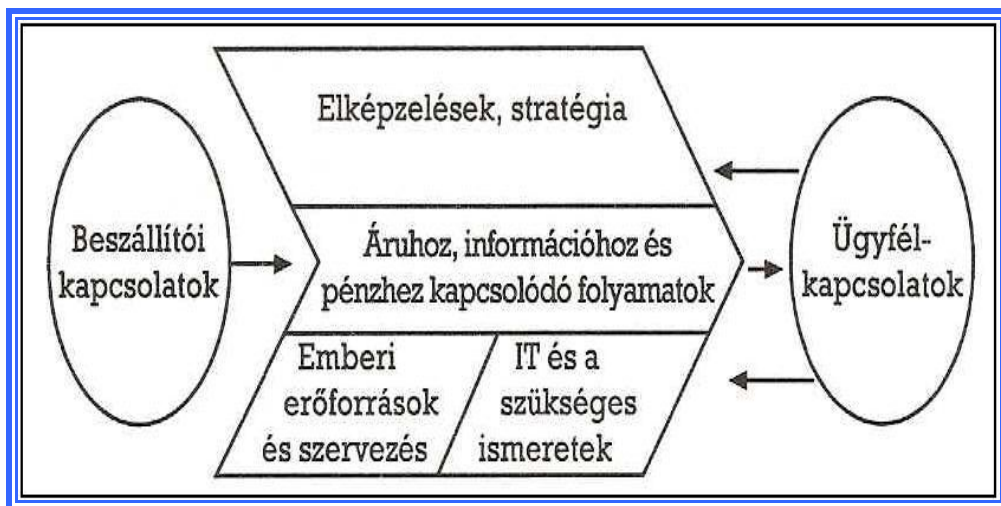 Elképzelések, stratégia
Beszállítói
kapcsolatok
Áruhoz, információhoz és
pénzhez kapcsolódó folyamatok
Ügyfél-
kapcsolatok
Emberi
erőforrások
és szervezés
IT és a
szükséges
ismeretek